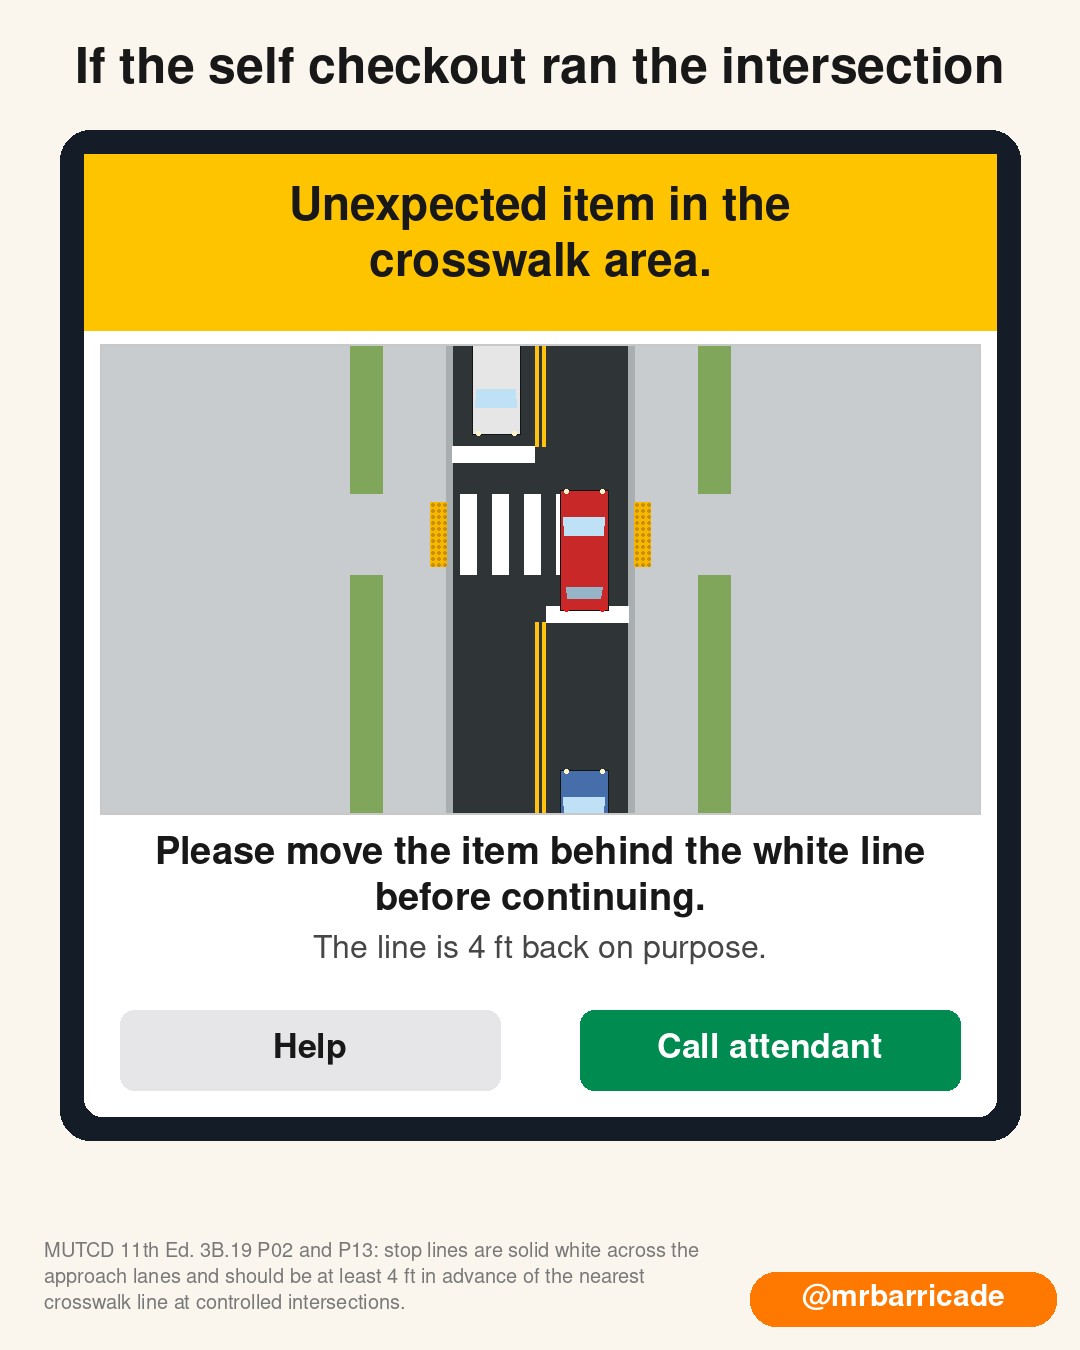 If the self checkout ran the intersection
Unexpected item in the
crosswalk area.
Please move the item behind the white line
before continuing.
The line is 4 ft back on purpose.
Help
Call attendant
MUTCD 11th Ed. 3B.19 P02 and P13: stop lines are solid white across the
approach lanes and should be at least 4 ft in advance of the nearest
crosswalk line at controlled intersections.
@mrbarricade